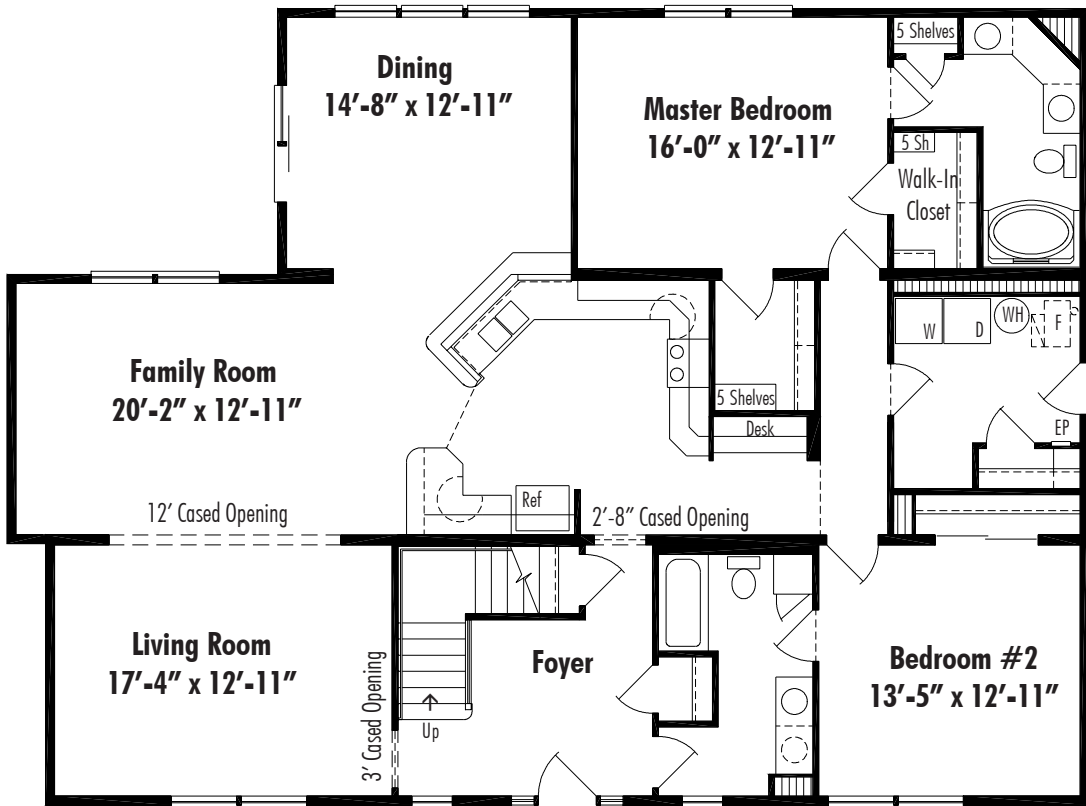 Dining
14'-8" x 12'-11"
5 Shelves
Master Bedroom
16'-0" x 12'-11"
5 Sh
Walk-In
Closet
W
D
WH
F
Family Room
20'-2" x 12'-11"
5 Shelves
Desk
EP
Ref
12' Cased Opening
2'-8" Cased Opening
Living Room
17'-4" x 12'-11"
3' Cased Opening
Up
Foyer
Bedroom #2
13'-5" x 12'-11"